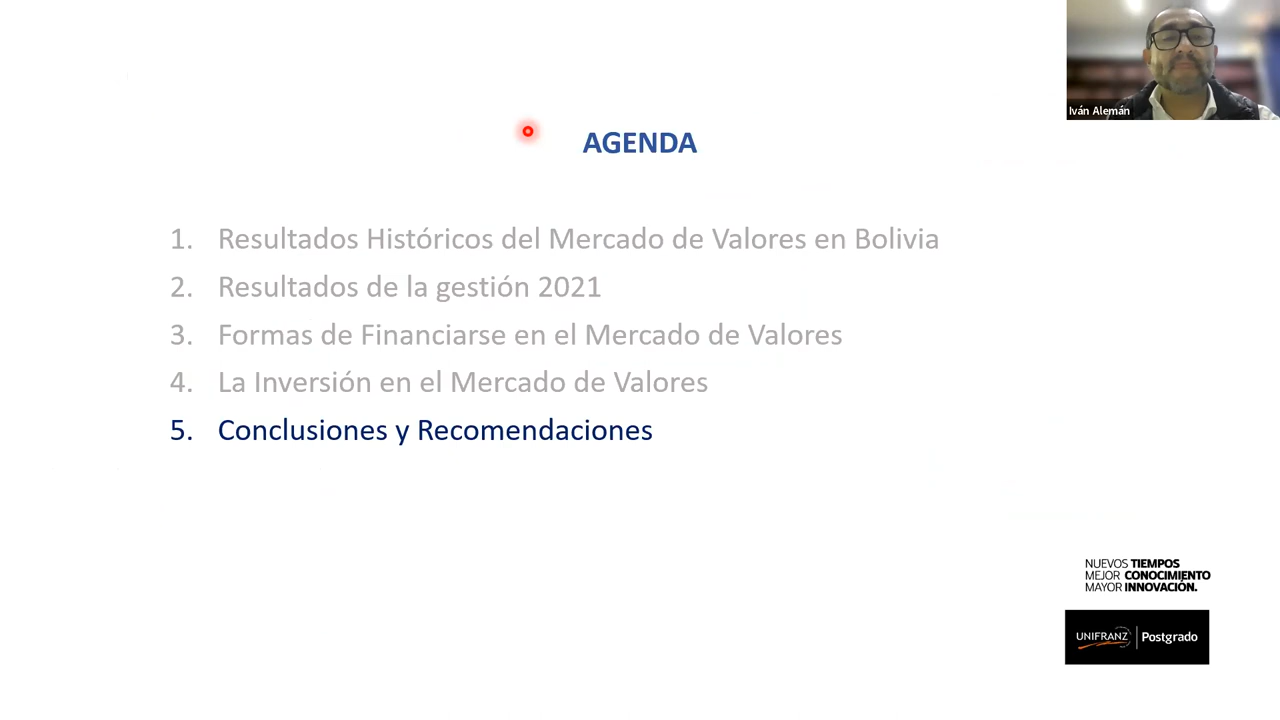 Iván Alemán
AGENDA
1. Resultados Históricos del Mercado de Valores en Bolivia
2. Resultados de la gestión 2021
3. Formas de Financiarse en el Mercado de Valores
4. La Inversión en el Mercado de Valores
5. Conclusiones y Recomendaciones
NUEVOS TIEMPOS
MEJOR CONOCIMIENTO
MAYOR INNOVACIÓN.
UNIFRANZ Postgrado